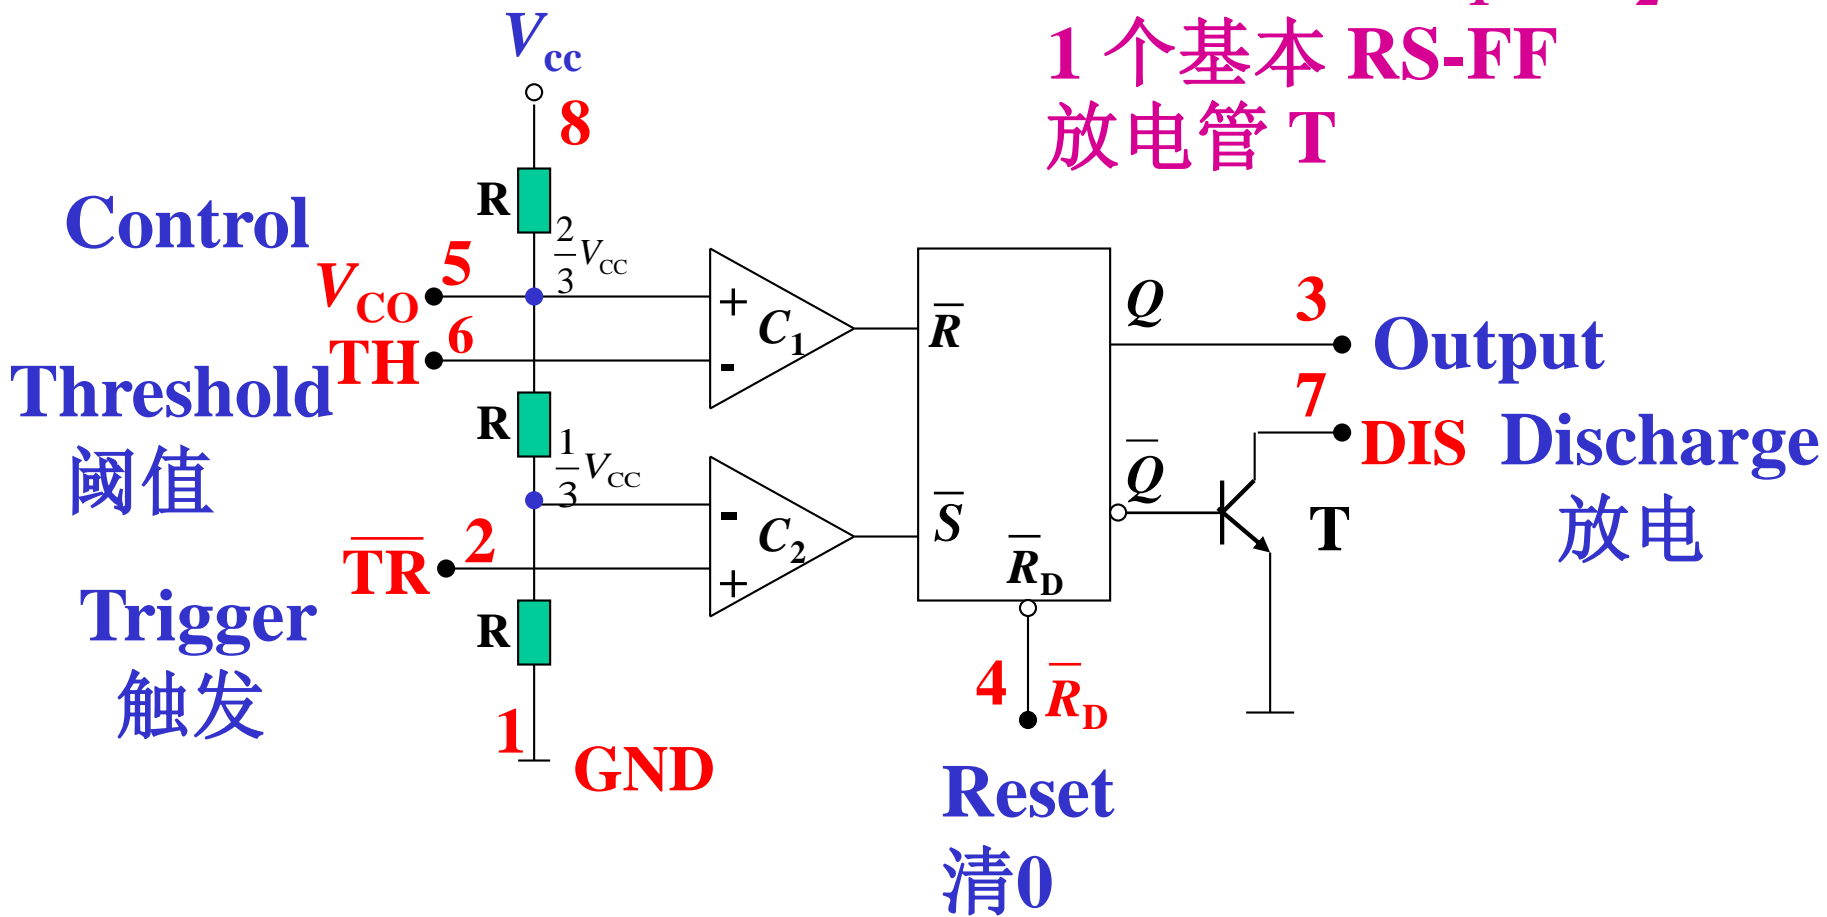 1 个基本 RS-FF
放电管 T
Vcc
8
R
Control
2/3 VCC
5
VCO
6
TH
Threshold
阈值
+
-
C1
R̅
Q
3
Output
7
DIS Discharge
放电
R
1/3 VCC
-
+
C2
S̅
Q̅
T
2
T̅R̅
Trigger
触发
R
R̅D
4
R̅D
1
GND
Reset
清0